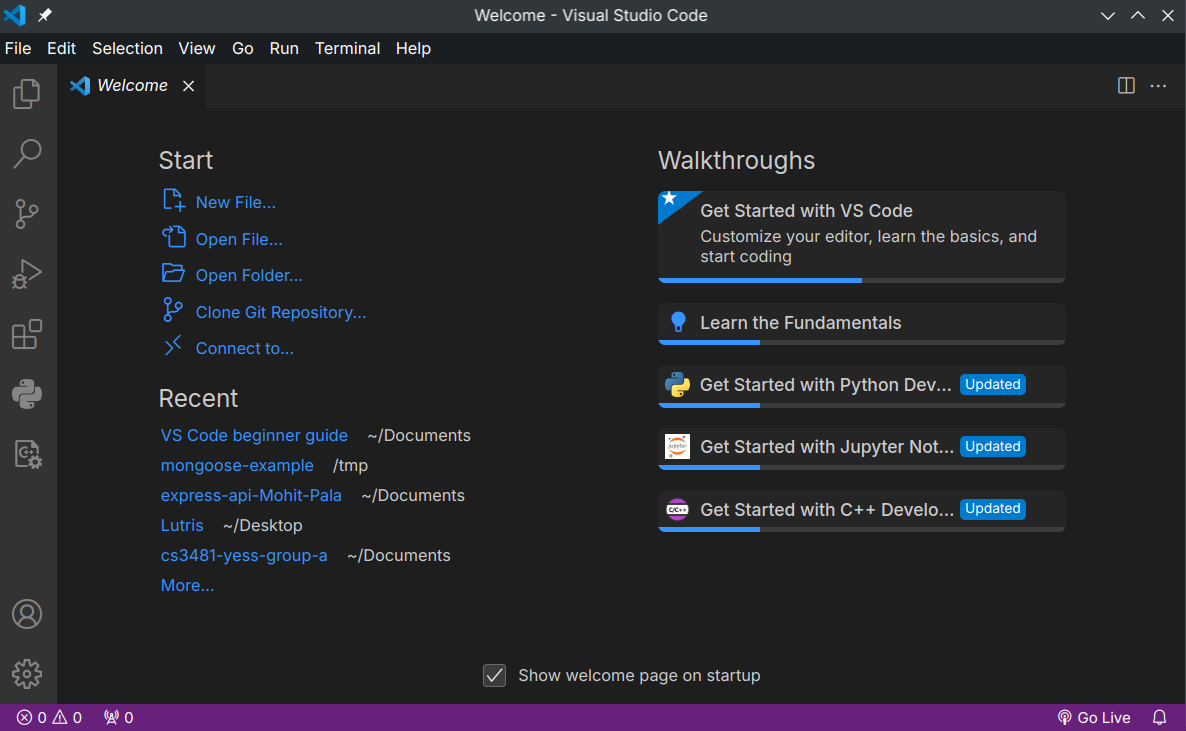 Welcome - Visual Studio Code
File Edit Selection View Go Run Terminal Help
Welcome
Start
New File...
Open File...
Open Folder...
Clone Git Repository...
Connect to...
Recent
VS Code beginner guide ~/Documents
mongoose-example /tmp
express-api-Mohit-Pala ~/Documents
Lutris ~/Desktop
cs3481-yess-group-a ~/Documents
More...
Walkthroughs
Get Started with VS Code
Customize your editor, learn the basics, and
start coding
Learn the Fundamentals
Get Started with Python Dev... Updated
jupyter
Get Started with Jupyter Not... Updated
C/C++
Get Started with C++ Develo... Updated
Show welcome page on startup
0 0 0 Go Live